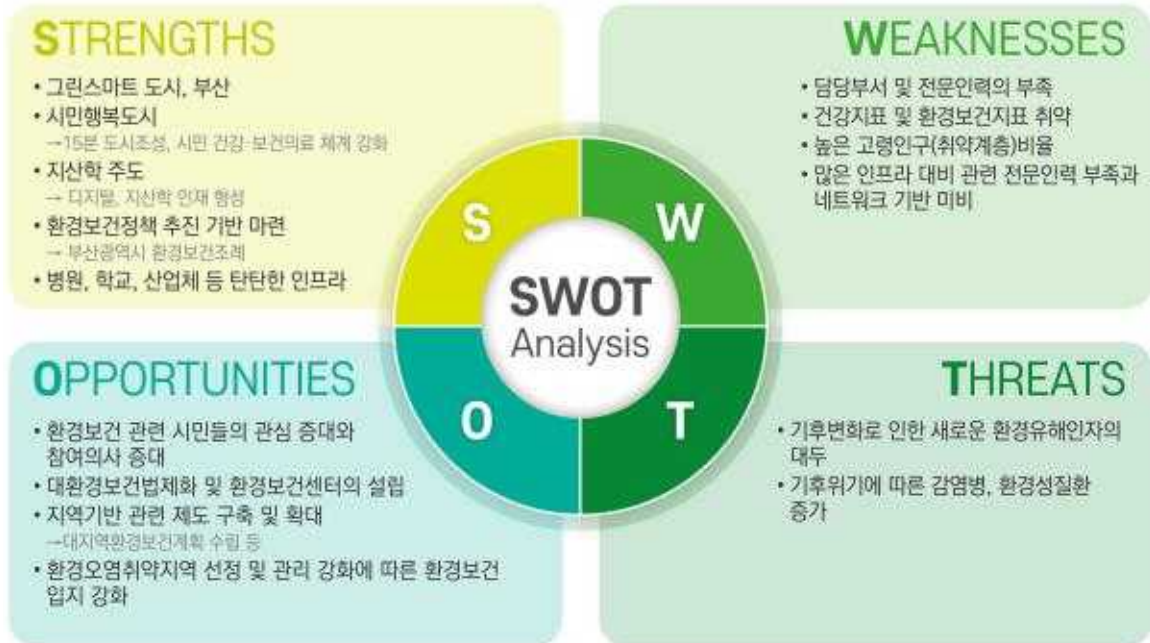 STRENGTHS
• 그린스마트 도시, 부산
• 시민행복도시
→15분 도시조성, 시민 건강·보건의료 체계 강화
• 지산학 주도
→ 디지털, 지산학 인재 형성
• 환경보건정책 추진 기반 마련
→ 부산광역시 환경보건조례
• 병원, 학교, 산업체 등 탄탄한 인프라
WEAKNESSES
• 담당부서 및 전문인력의 부족
• 건강지표 및 환경보건지표 취약
• 높은 고령인구(취약계층)비율
• 많은 인프라 대비 관련 전문인력 부족과
네트워크 기반 미비
S
W
SWOT
Analysis
O
T
OPPORTUNITIES
• 환경보건 관련 시민들의 관심 증대와
참여의사 증대
• 대환경보건법제화 및 환경보건센터의 설립
• 지역기반 관련 제도 구축 및 확대
→대지역환경보건계획 수립 등
• 환경오염취약지역 선정 및 관리 강화에 따른 환경보건
입지 강화
THREATS
• 기후변화로 인한 새로운 환경유해인자의
대두
• 기후위기에 따른 감염병, 환경성질환
증가